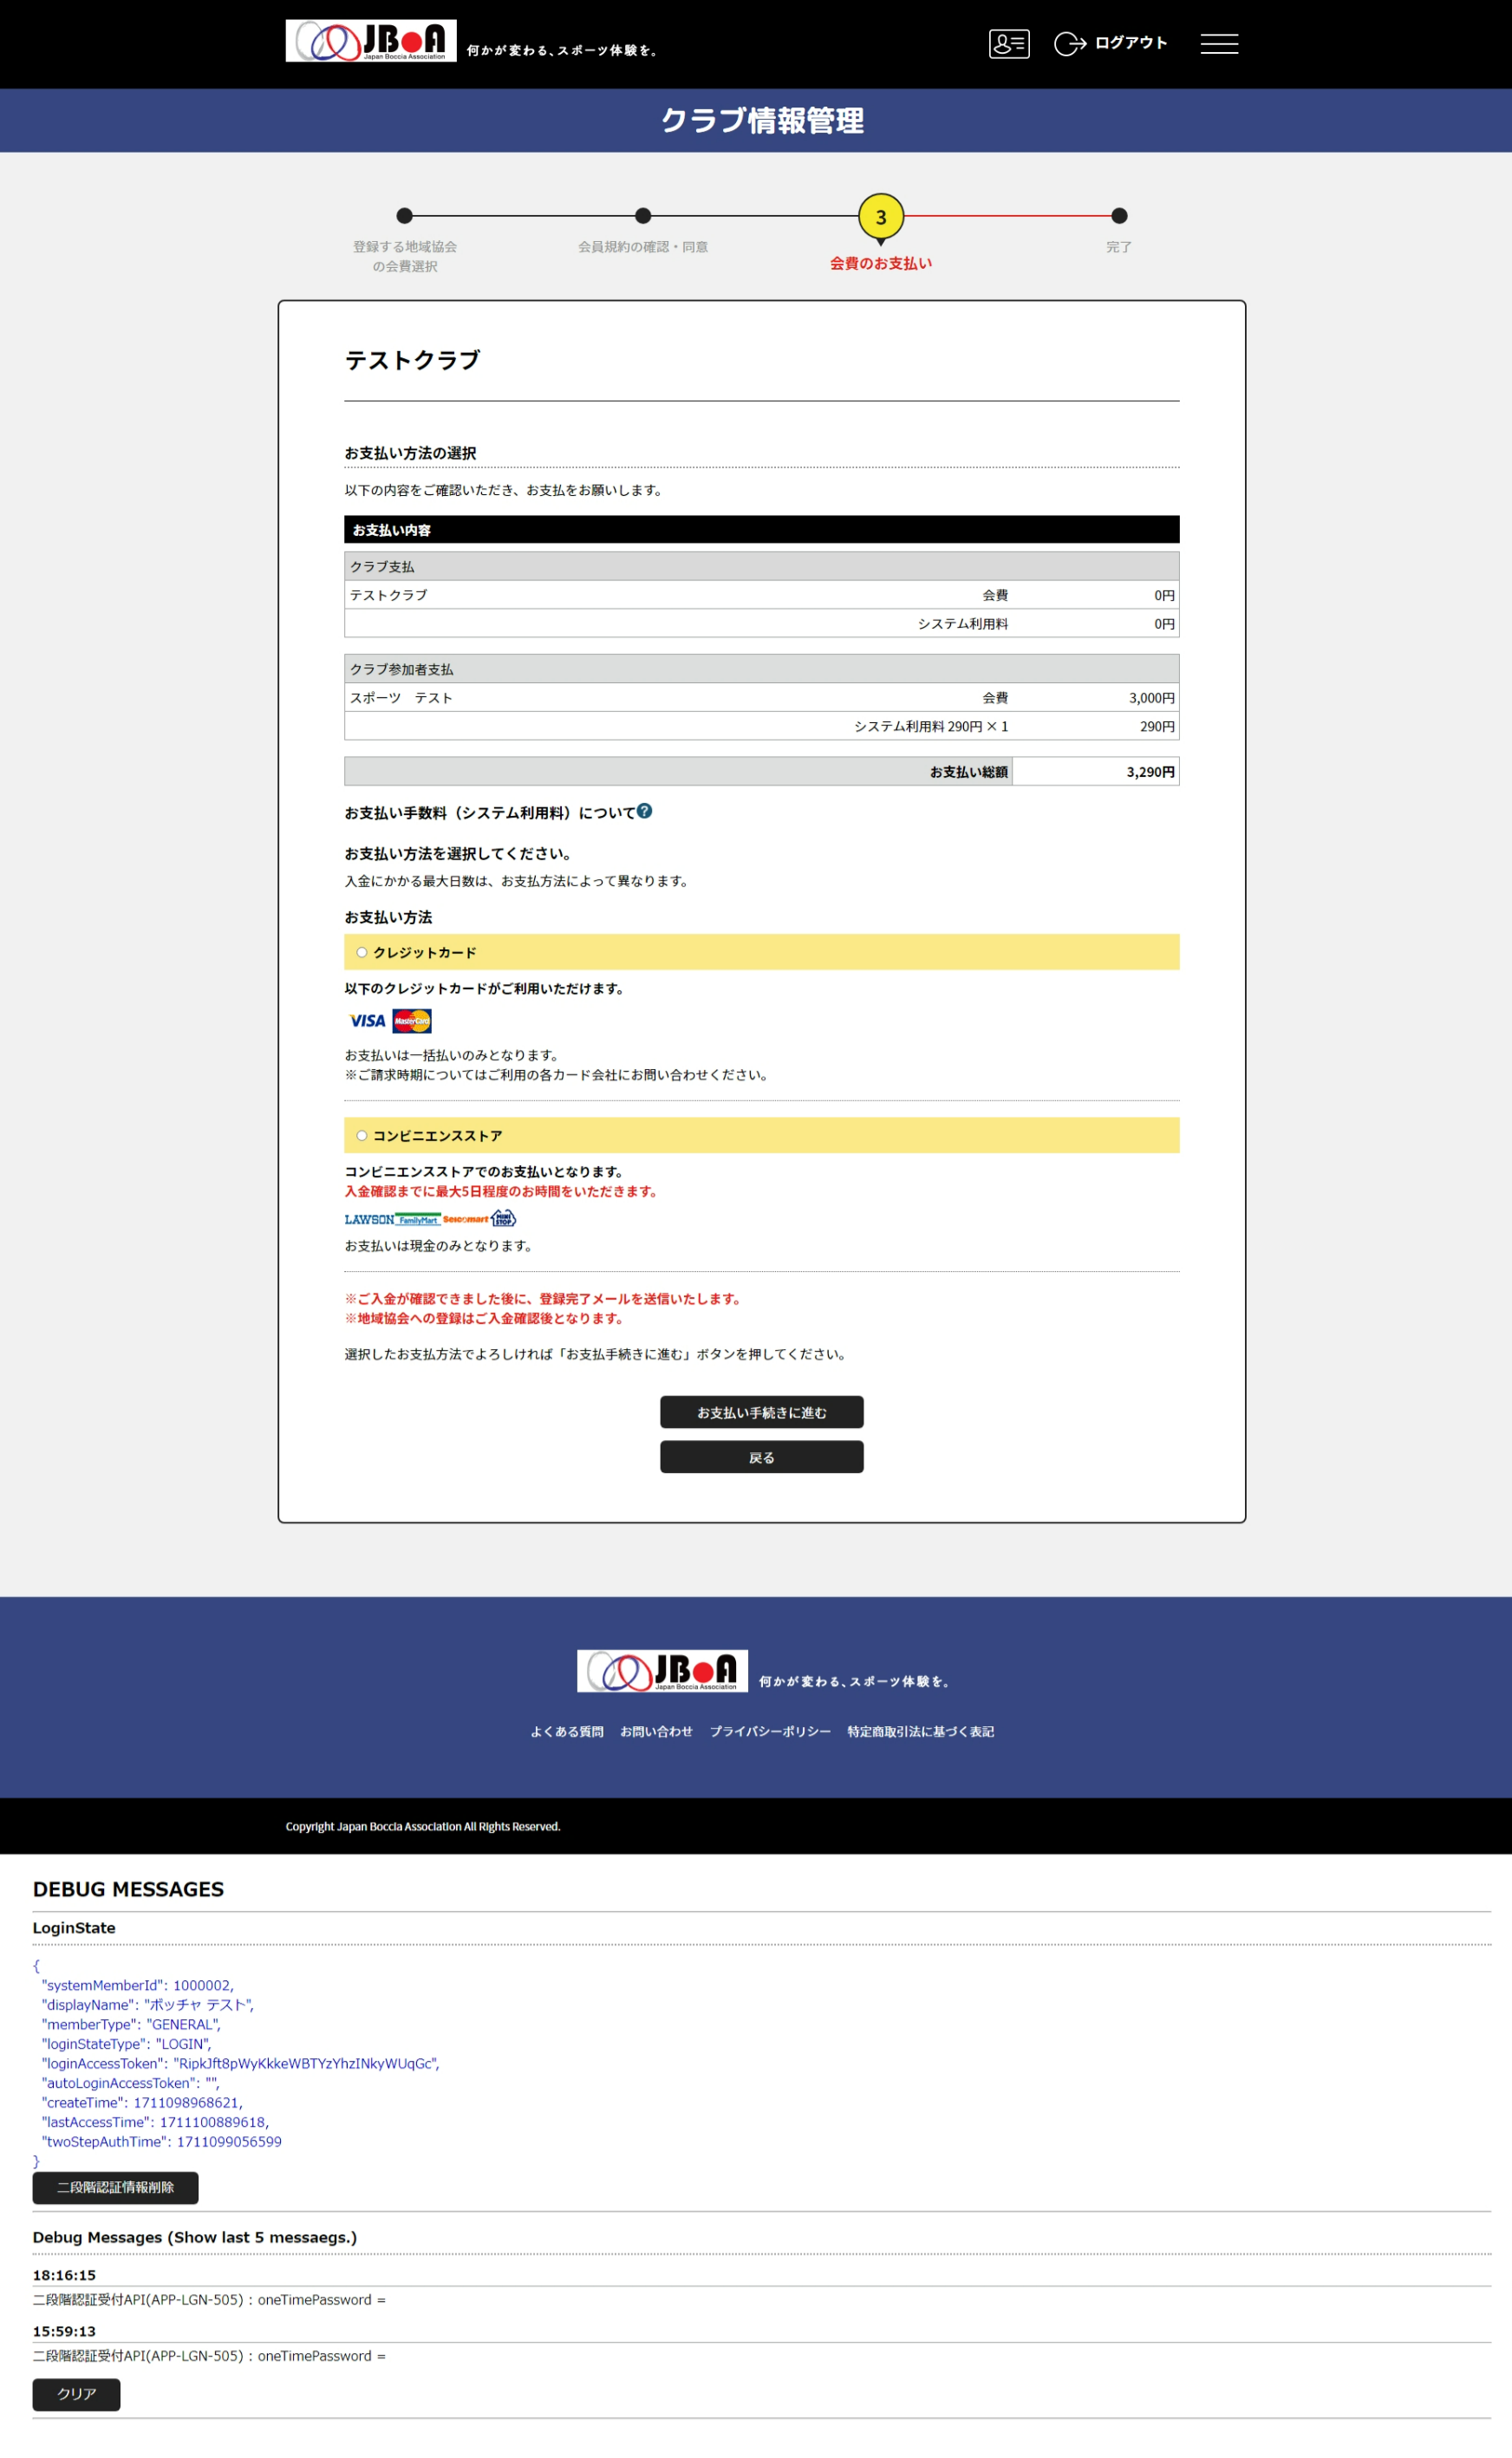 JBoA
Japan Boccia Association
何かが変わる、スポーツ体験を。
ログアウト
クラブ情報管理
3
登録する地域協会
の会費選択
会員規約の確認・同意
会費のお支払い
完了
テストクラブ
お支払い方法の選択
以下の内容をご確認いただき、お支払をお願いします。
お支払い内容
クラブ支払
テストクラブ 会費 0円
システム利用料 0円
クラブ参加者支払
スポーツ　テスト 会費 3,000円
システム利用料 290円 × 1 290円
お支払い総額 3,290円
お支払い手数料（システム利用料）について?
お支払い方法を選択してください。
入金にかかる最大日数は、お支払方法によって異なります。
お支払い方法
クレジットカード
以下のクレジットカードがご利用いただけます。
VISA MasterCard
お支払いは一括払いのみとなります。
※ご請求時期についてはご利用の各カード会社にお問い合わせください。
コンビニエンスストア
コンビニエンスストアでのお支払いとなります。
入金確認までに最大5日程度のお時間をいただきます。
LAWSON FamilyMart Seicomart MINI STOP
お支払いは現金のみとなります。
※ご入金が確認できました後に、登録完了メールを送信いたします。
※地域協会への登録はご入金確認後となります。
選択したお支払方法でよろしければ「お支払手続きに進む」ボタンを押してください。
お支払い手続きに進む
戻る
JBoA
Japan Boccia Association
何かが変わる、スポーツ体験を。
よくある質問 お問い合わせ プライバシーポリシー 特定商取引法に基づく表記
Copyright Japan Boccia Association All Rights Reserved.
DEBUG MESSAGES
LoginState
{
"systemMemberId": 1000002,
"displayName": "ボッチャ テスト",
"memberType": "GENERAL",
"loginStateType": "LOGIN",
"loginAccessToken": "RipkJft8pWyKkkeWBTYzYhzINkyWUqGc",
"autoLoginAccessToken": "",
"createTime": 1711098968621,
"lastAccessTime": 1711100889618,
"twoStepAuthTime": 1711099056599
}
二段階認証情報削除
Debug Messages (Show last 5 messaegs.)
18:16:15
二段階認証受付API(APP-LGN-505) : oneTimePassword =
15:59:13
二段階認証受付API(APP-LGN-505) : oneTimePassword =
クリア